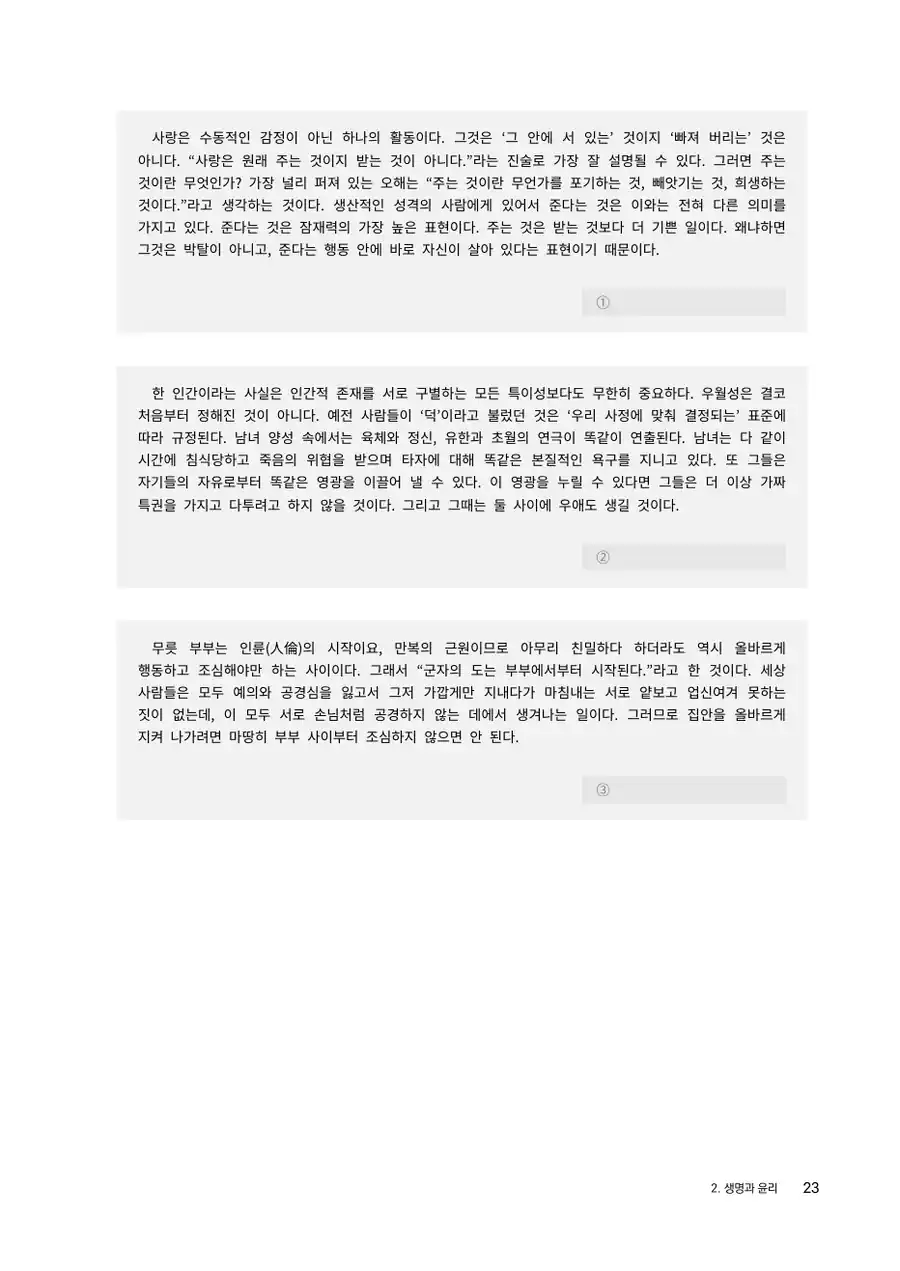 사랑은 수동적인 감정이 아닌 하나의 활동이다. 그것은 ‘그 안에 서 있는’ 것이지 ‘빠져 버리는’ 것은
아니다. “사랑은 원래 주는 것이지 받는 것이 아니다.”라는 진술로 가장 잘 설명될 수 있다. 그러면 주는
것이란 무엇인가? 가장 널리 퍼져 있는 오해는 “주는 것이란 무언가를 포기하는 것, 빼앗기는 것, 희생하는
것이다.”라고 생각하는 것이다. 생산적인 성격의 사람에게 있어서 준다는 것은 이와는 전혀 다른 의미를
가지고 있다. 준다는 것은 잠재력의 가장 높은 표현이다. 주는 것은 받는 것보다 더 기쁜 일이다. 왜냐하면
그것은 박탈이 아니고, 준다는 행동 안에 바로 자신이 살아 있다는 표현이기 때문이다.
①
한 인간이라는 사실은 인간적 존재를 서로 구별하는 모든 특이성보다도 무한히 중요하다. 우월성은 결코
처음부터 정해진 것이 아니다. 예전 사람들이 ‘덕’이라고 불렀던 것은 ‘우리 사정에 맞춰 결정되는’ 표준에
따라 규정된다. 남녀 양성 속에서는 육체와 정신, 유한과 초월의 연극이 똑같이 연출된다. 남녀는 다 같이
시간에 침식당하고 죽음의 위협을 받으며 타자에 대해 똑같은 본질적인 욕구를 지니고 있다. 또 그들은
자기들의 자유로부터 똑같은 영광을 이끌어 낼 수 있다. 이 영광을 누릴 수 있다면 그들은 더 이상 가짜
특권을 가지고 다투려고 하지 않을 것이다. 그리고 그때는 둘 사이에 우애도 생길 것이다.
②
무릇 부부는 인륜(人倫)의 시작이요, 만복의 근원이므로 아무리 친밀하다 하더라도 역시 올바르게
행동하고 조심해야만 하는 사이이다. 그래서 “군자의 도는 부부에서부터 시작된다.”라고 한 것이다. 세상
사람들은 모두 예의와 공경심을 잃고서 그저 가깝게만 지내다가 마침내는 서로 얕보고 업신여겨 못하는
짓이 없는데, 이 모두 서로 손님처럼 공경하지 않는 데에서 생겨나는 일이다. 그러므로 집안을 올바르게
지켜 나가려면 마땅히 부부 사이부터 조심하지 않으면 안 된다.
③
2. 생명과 윤리 23